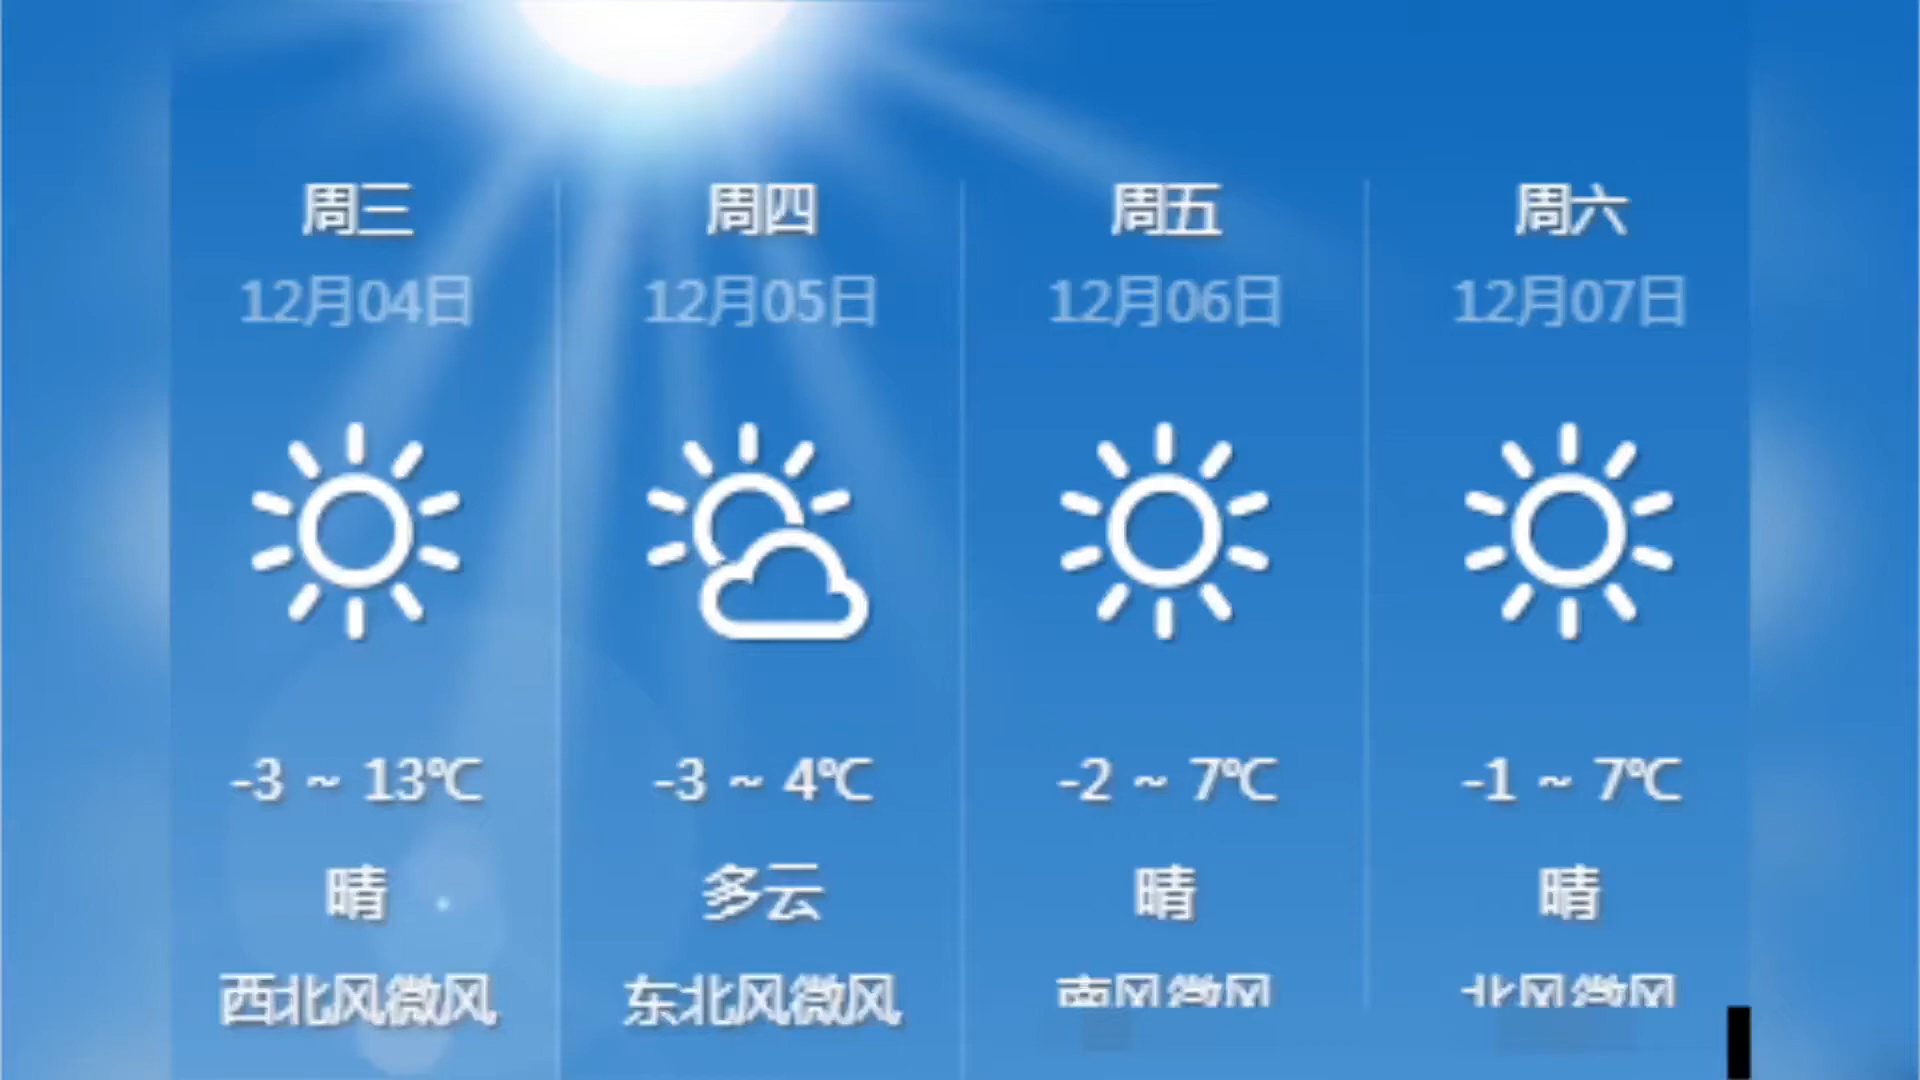 周三 周四 周五 周六
12月04日 12月05日 12月06日 12月07日
-3 ~ 13℃ -3 ~ 4℃ -2 ~ 7℃ -1 ~ 7℃
晴 多云 晴 晴
西北风微风 东北风微风 南风微风 北风微风